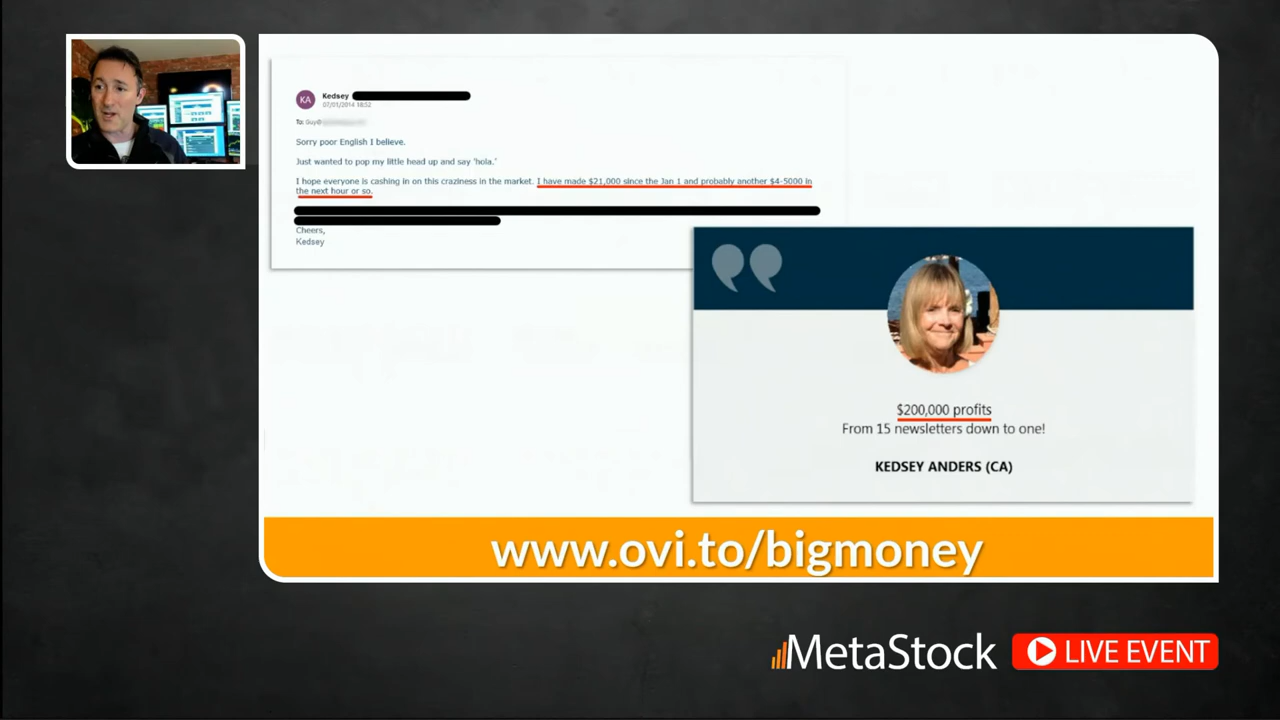 KA
Kedsey
07/01/2014 18:52
To: Guy@
Sorry poor English I believe.
Just wanted to pop my little head up and say 'hola.'
I hope everyone is cashing in on this craziness in the market. I have made $21,000 since the Jan 1 and probably another $4-5000 in
the next hour or so.
Cheers,
Kedsey
$200,000 profits
From 15 newsletters down to one!
KEDSEY ANDERS (CA)
www.ovi.to/bigmoney
MetaStock
LIVE EVENT